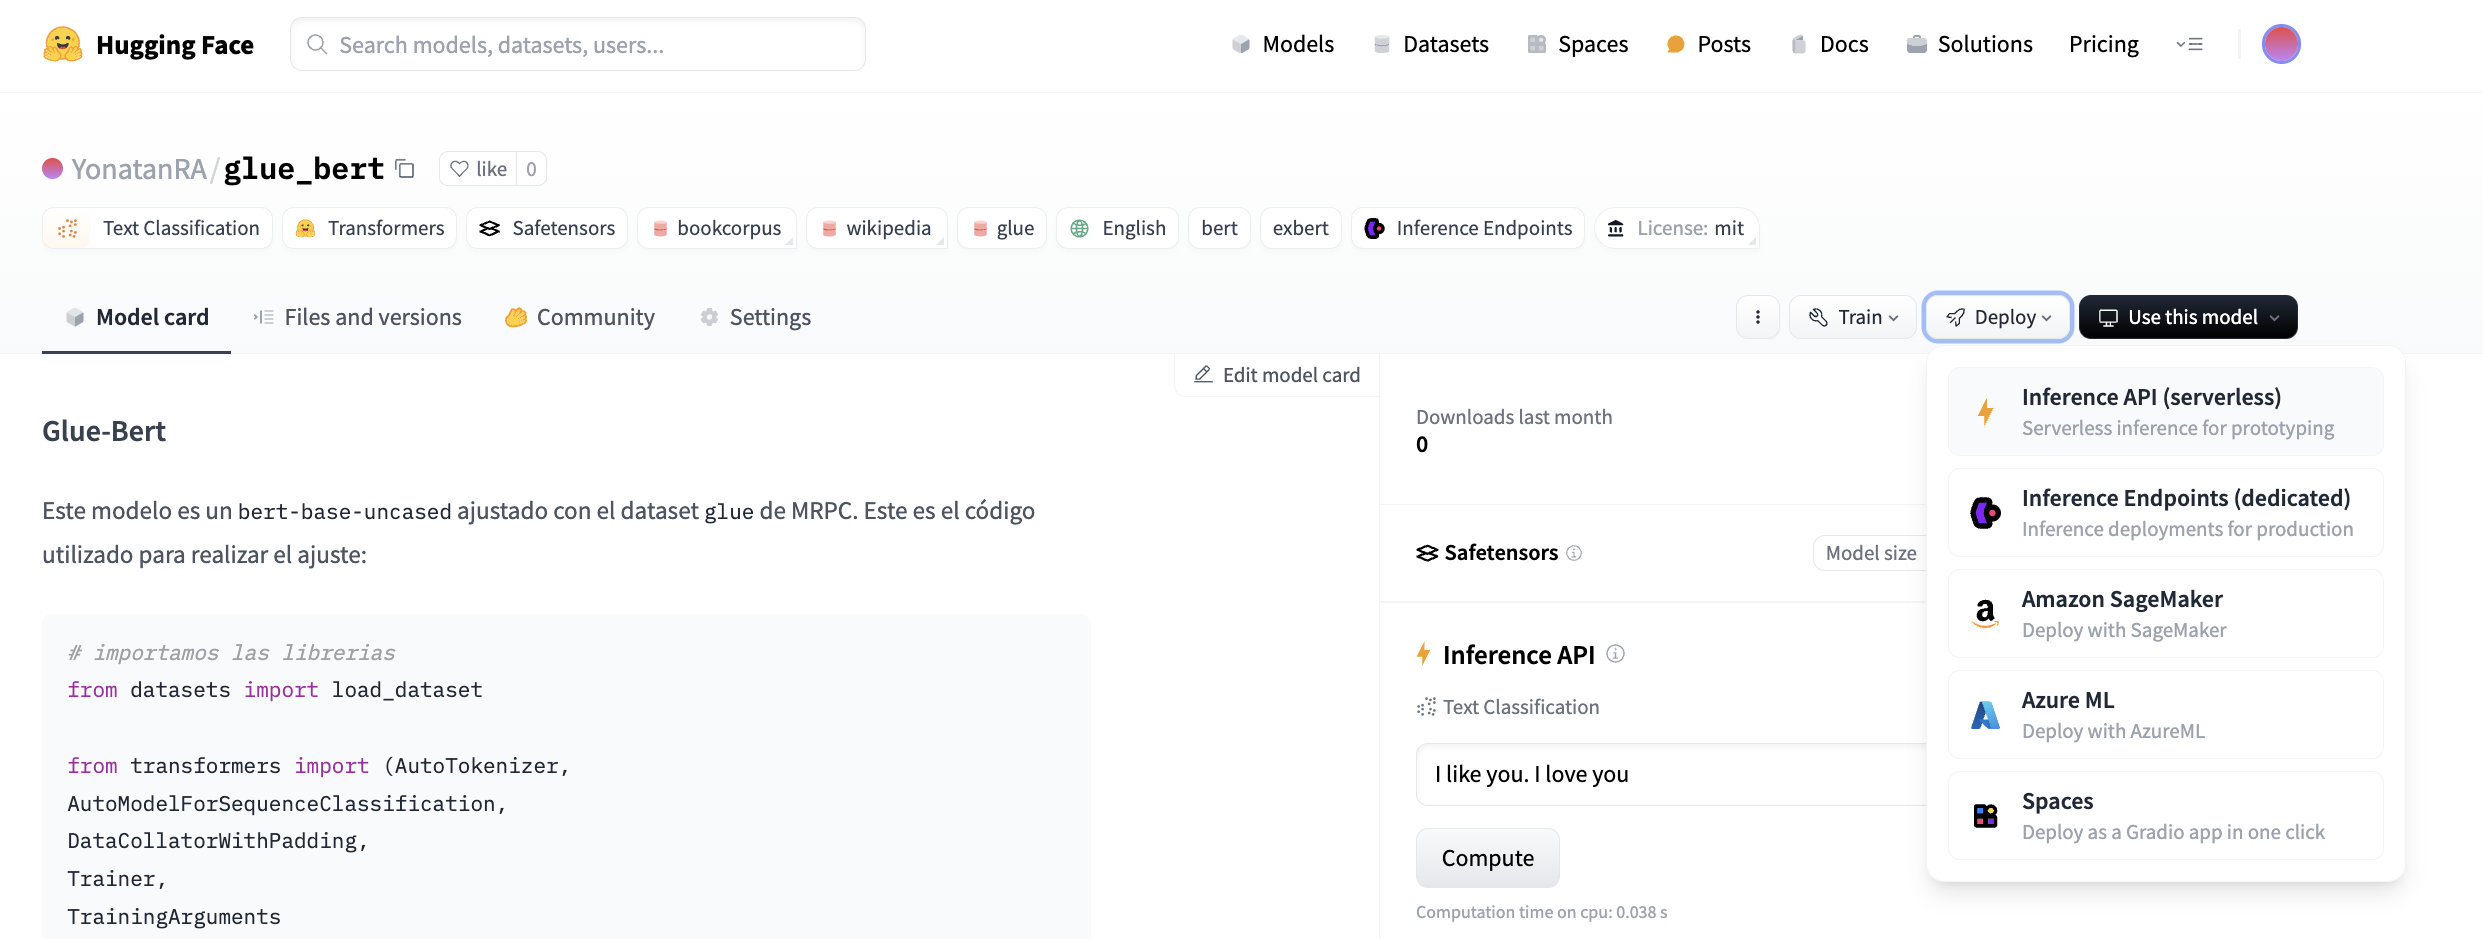 Hugging Face
Search models, datasets, users...
Models
Datasets
Spaces
Posts
Docs
Solutions
Pricing
YonatanRA/glue_bert
like 0
Text Classification
Transformers
Safetensors
bookcorpus
wikipedia
glue
English
bert
exbert
Inference Endpoints
License: mit
Model card
Files and versions
Community
Settings
Train
Deploy
Use this model
Edit model card
Glue-Bert
Este modelo es un bert-base-uncased ajustado con el dataset glue de MRPC. Este es el código
utilizado para realizar el ajuste:
# importamos las librerias
from datasets import load_dataset
from transformers import (AutoTokenizer,
AutoModelForSequenceClassification,
DataCollatorWithPadding,
Trainer,
TrainingArguments
Downloads last month
0
Safetensors
Model size
Inference API
Text Classification
I like you. I love you
Compute
Computation time on cpu: 0.038 s
Inference API (serverless)
Serverless inference for prototyping
Inference Endpoints (dedicated)
Inference deployments for production
Amazon SageMaker
Deploy with SageMaker
Azure ML
Deploy with AzureML
Spaces
Deploy as a Gradio app in one click